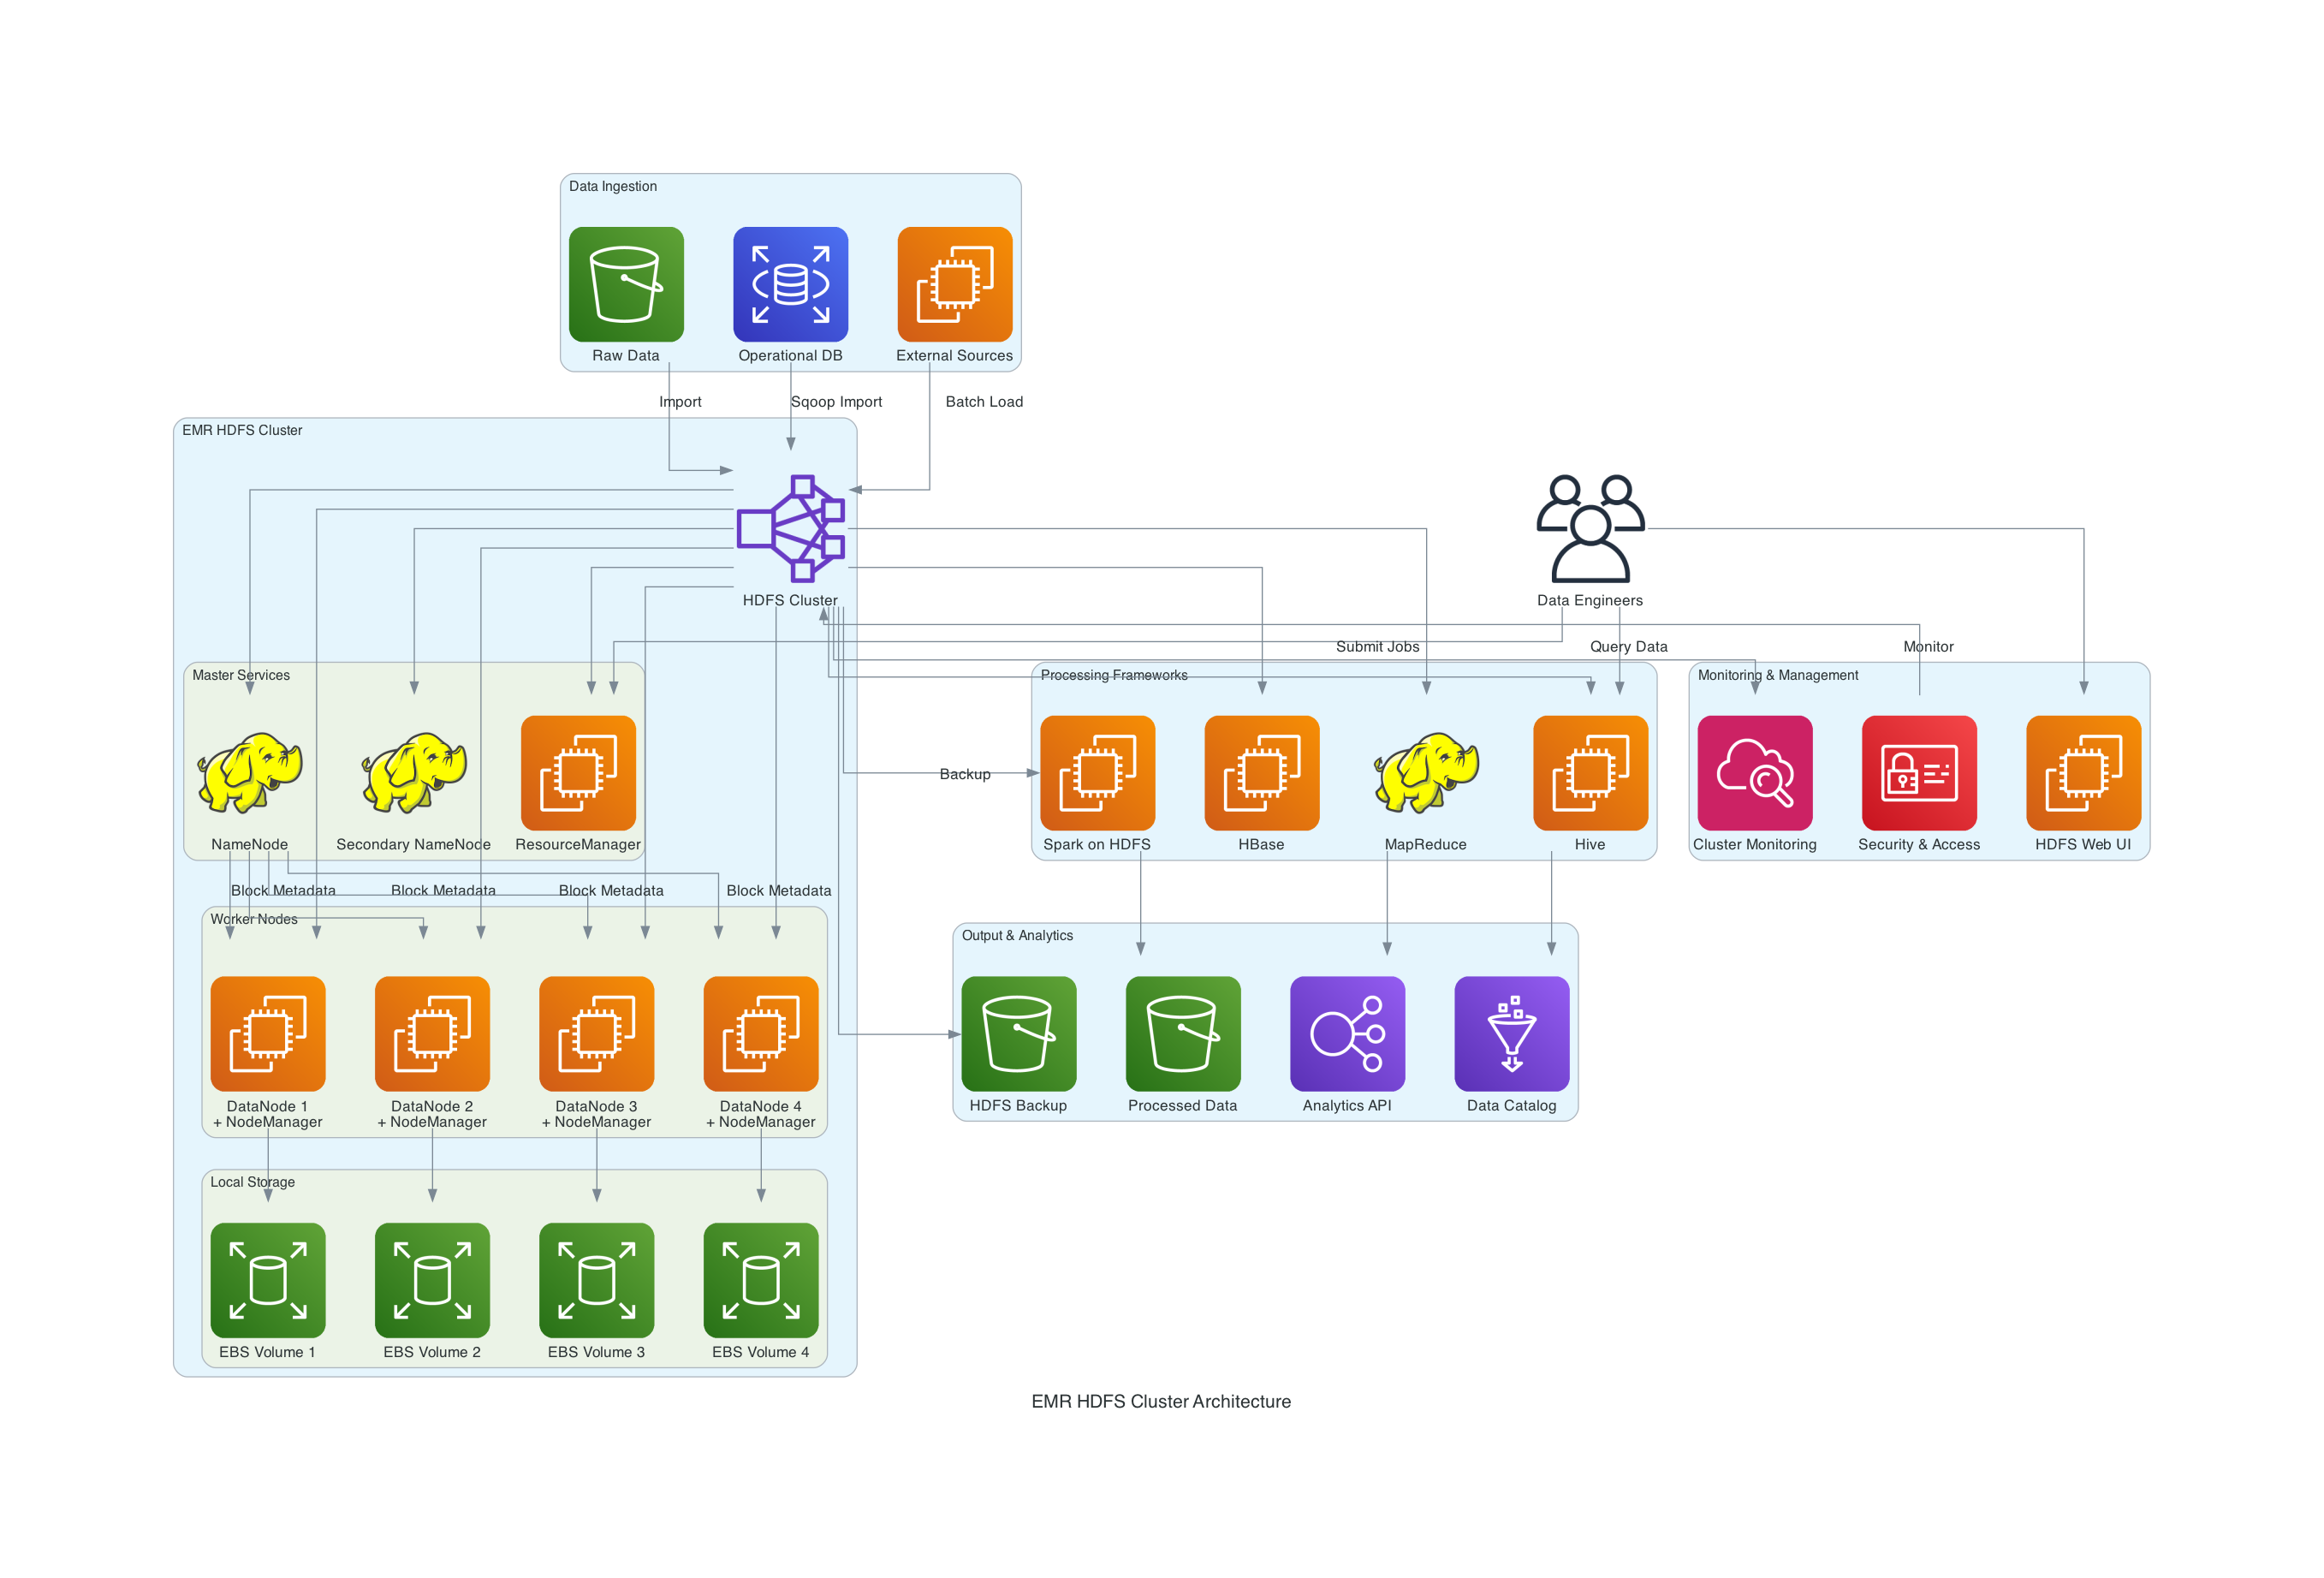 Data Ingestion
Raw Data
Operational DB
External Sources
Import
Sqoop Import
Batch Load
EMR HDFS Cluster
HDFS Cluster
Data Engineers
Submit Jobs
Query Data
Monitor
Master Services
Processing Frameworks
Monitoring & Management
Backup
NameNode
Secondary NameNode
ResourceManager
Spark on HDFS
HBase
MapReduce
Hive
Cluster Monitoring
Security & Access
HDFS Web UI
Block Metadata
Block Metadata
Block Metadata
Block Metadata
Worker Nodes
Output & Analytics
DataNode 1
+ NodeManager
DataNode 2
+ NodeManager
DataNode 3
+ NodeManager
DataNode 4
+ NodeManager
HDFS Backup
Processed Data
Analytics API
Data Catalog
Local Storage
EBS Volume 1
EBS Volume 2
EBS Volume 3
EBS Volume 4
EMR HDFS Cluster Architecture